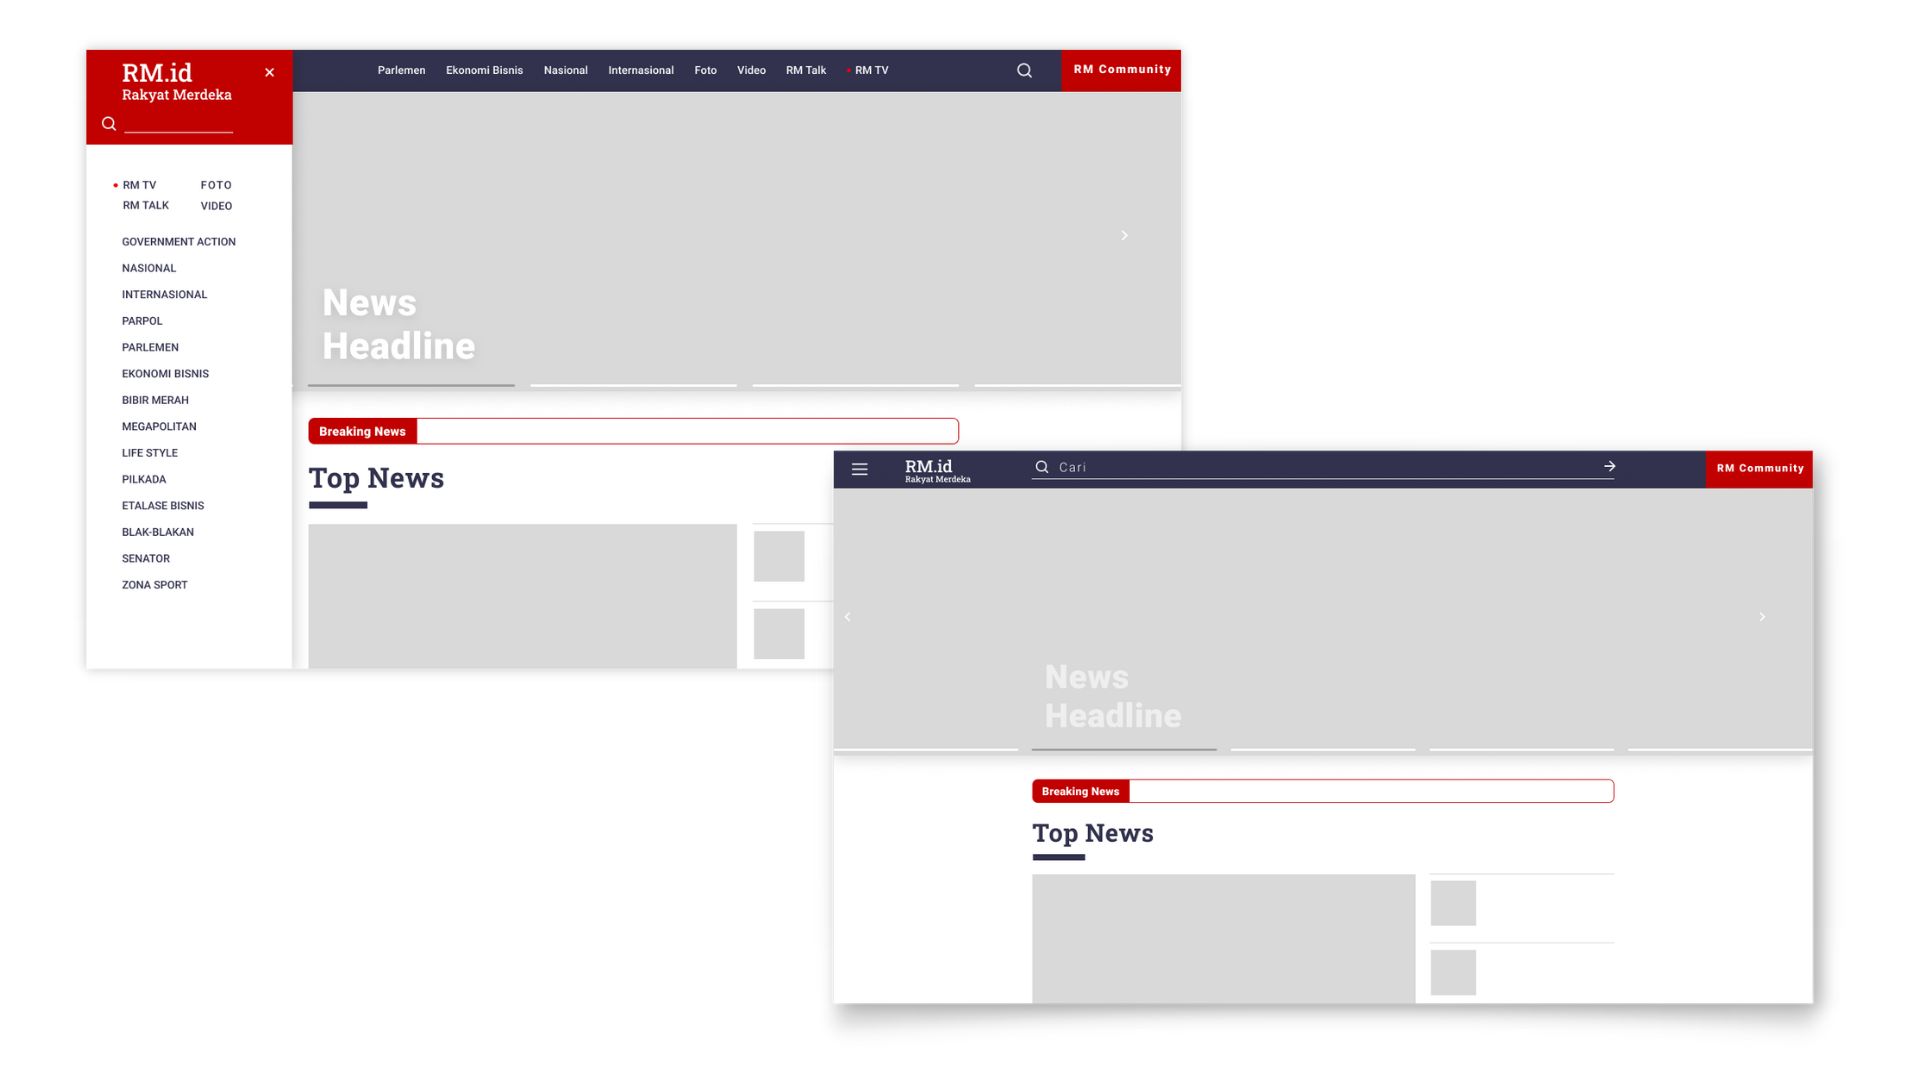 RM.id
Rakyat Merdeka
Parlemen Ekonomi Bisnis Nasional Internasional Foto Video RM Talk RM TV
RM Community
RM TV FOTO
RM TALK VIDEO
GOVERNMENT ACTION
NASIONAL
INTERNASIONAL
PARPOL
PARLEMEN
EKONOMI BISNIS
BIBIR MERAH
MEGAPOLITAN
LIFE STYLE
PILKADA
ETALASE BISNIS
BLAK-BLAKAN
SENATOR
ZONA SPORT
News
Headline
Breaking News
Top News
RM.id
Rakyat Merdeka
Cari
RM Community
News
Headline
Breaking News
Top News